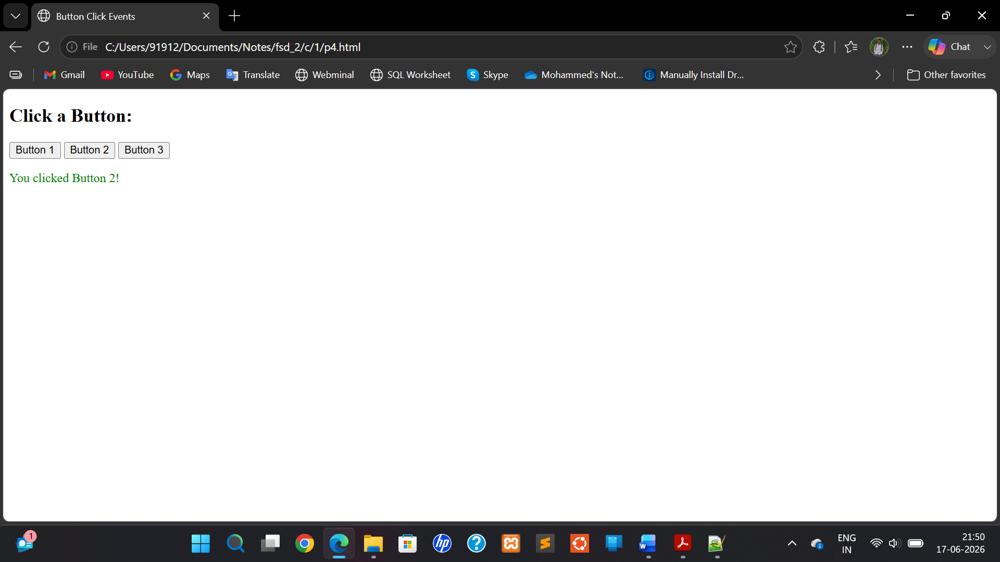 Button Click Events
File C:/Users/91912/Documents/Notes/fsd_2/c/1/p4.html
Chat
Gmail YouTube Maps Translate Webminal SQL Worksheet Skype Mohammed's Not... Manually Install Dr... Other favorites
Click a Button:
Button 1 Button 2 Button 3
You clicked Button 2!
1
hp
ENG
IN
21:50
17-06-2026